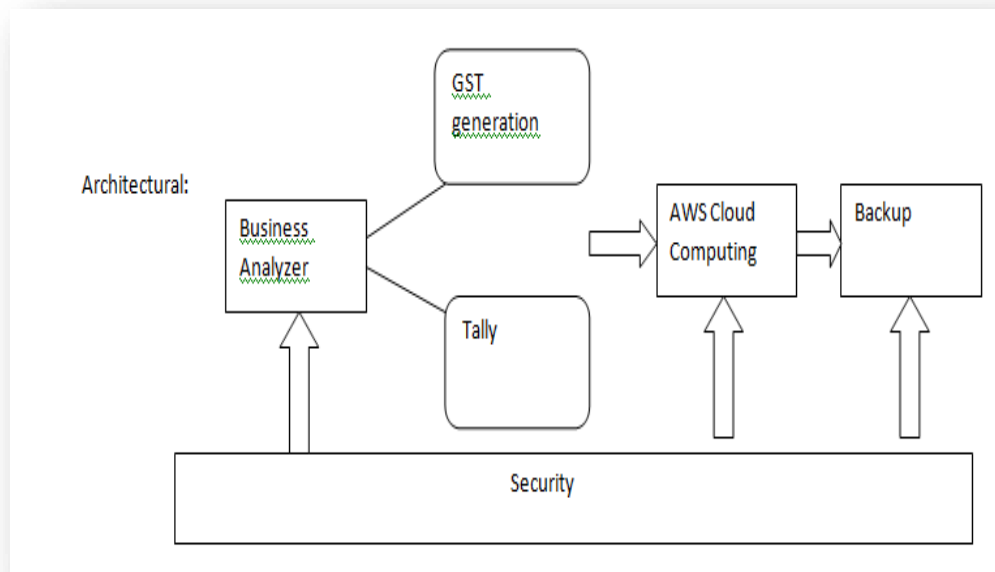 Architectural:
GST
generation
Business
Analyzer
Tally
AWS Cloud
Computing
Backup
Security